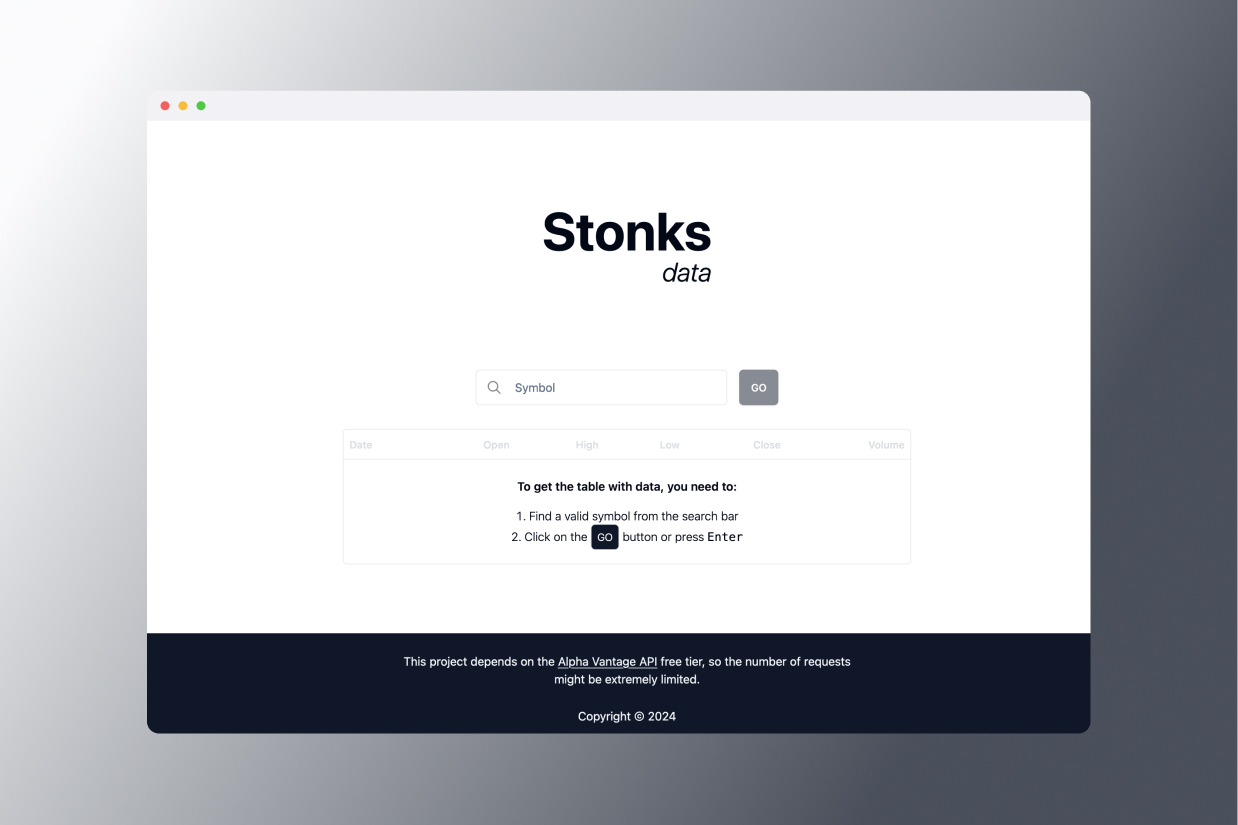 Stonks
data
Symbol
GO
Date Open High Low Close Volume
To get the table with data, you need to:
1. Find a valid symbol from the search bar
2. Click on the GO button or press Enter
This project depends on the Alpha Vantage API free tier, so the number of requests
might be extremely limited.
Copyright © 2024